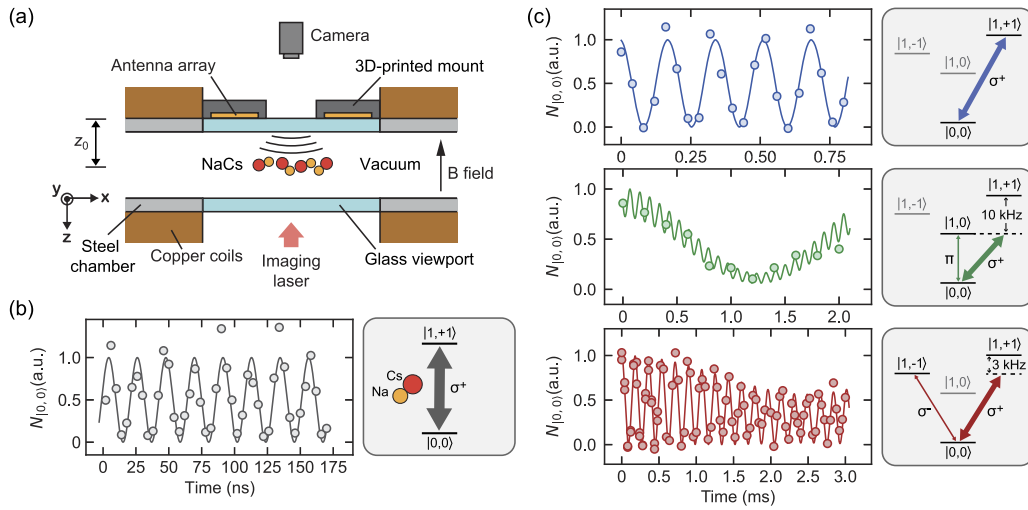 (a)
Camera
Antenna array
3D-printed mount
z₀
NaCs
Vacuum
B field
y
x
z
Steel
chamber
Copper coils
Imaging
laser
Glass viewport
(b)
N|0,0⟩(a.u.)
1.0
0.5
0
0 25 50 75 100 125 150 175
Time (ns)
|1,+1⟩
Cs
Na
σ⁺
|0,0⟩
(c)
N|0,0⟩(a.u.)
1.0
0.5
0.0
0 0.25 0.50 0.75
|1,+1⟩
|1,-1⟩
|1,0⟩
σ⁺
|0,0⟩
N|0,0⟩(a.u.)
1.0
0.5
0.0
0 0.4 0.8 1.2 1.6 2.0
|1,+1⟩
|1,-1⟩
10 kHz
|1,0⟩
π
σ⁺
|0,0⟩
N|0,0⟩(a.u.)
1.0
0.5
0.0
0 0.5 1.0 1.5 2.0 2.5 3.0
Time (ms)
|1,+1⟩
|1,-1⟩
3 kHz
|1,0⟩
σ⁻
σ⁺
|0,0⟩